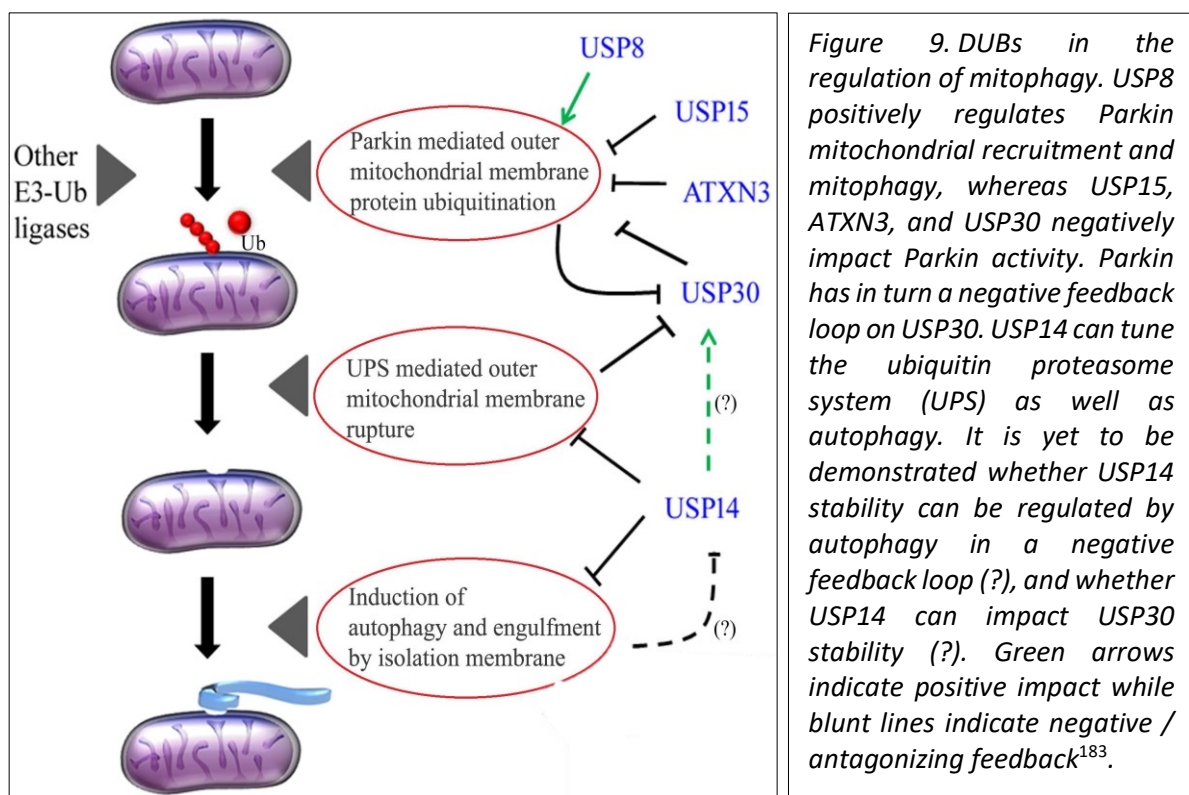 USP8
USP15
ATXN3
USP30
USP14
Other
E3-Ub
ligases
Parkin mediated outer
mitochondrial membrane
protein ubiquitination
Ub
UPS mediated outer
mitochondrial membrane
rupture
(?)
Induction of
autophagy and engulfment
by isolation membrane
(?)
Figure 9. DUBs in the
regulation of mitophagy. USP8
positively regulates Parkin
mitochondrial recruitment and
mitophagy, whereas USP15,
ATXN3, and USP30 negatively
impact Parkin activity. Parkin
has in turn a negative feedback
loop on USP30. USP14 can tune
the ubiquitin proteasome
system (UPS) as well as
autophagy. It is yet to be
demonstrated whether USP14
stability can be regulated by
autophagy in a negative
feedback loop (?), and whether
USP14 can impact USP30
stability (?). Green arrows
indicate positive impact while
blunt lines indicate negative /
antagonizing feedback183.